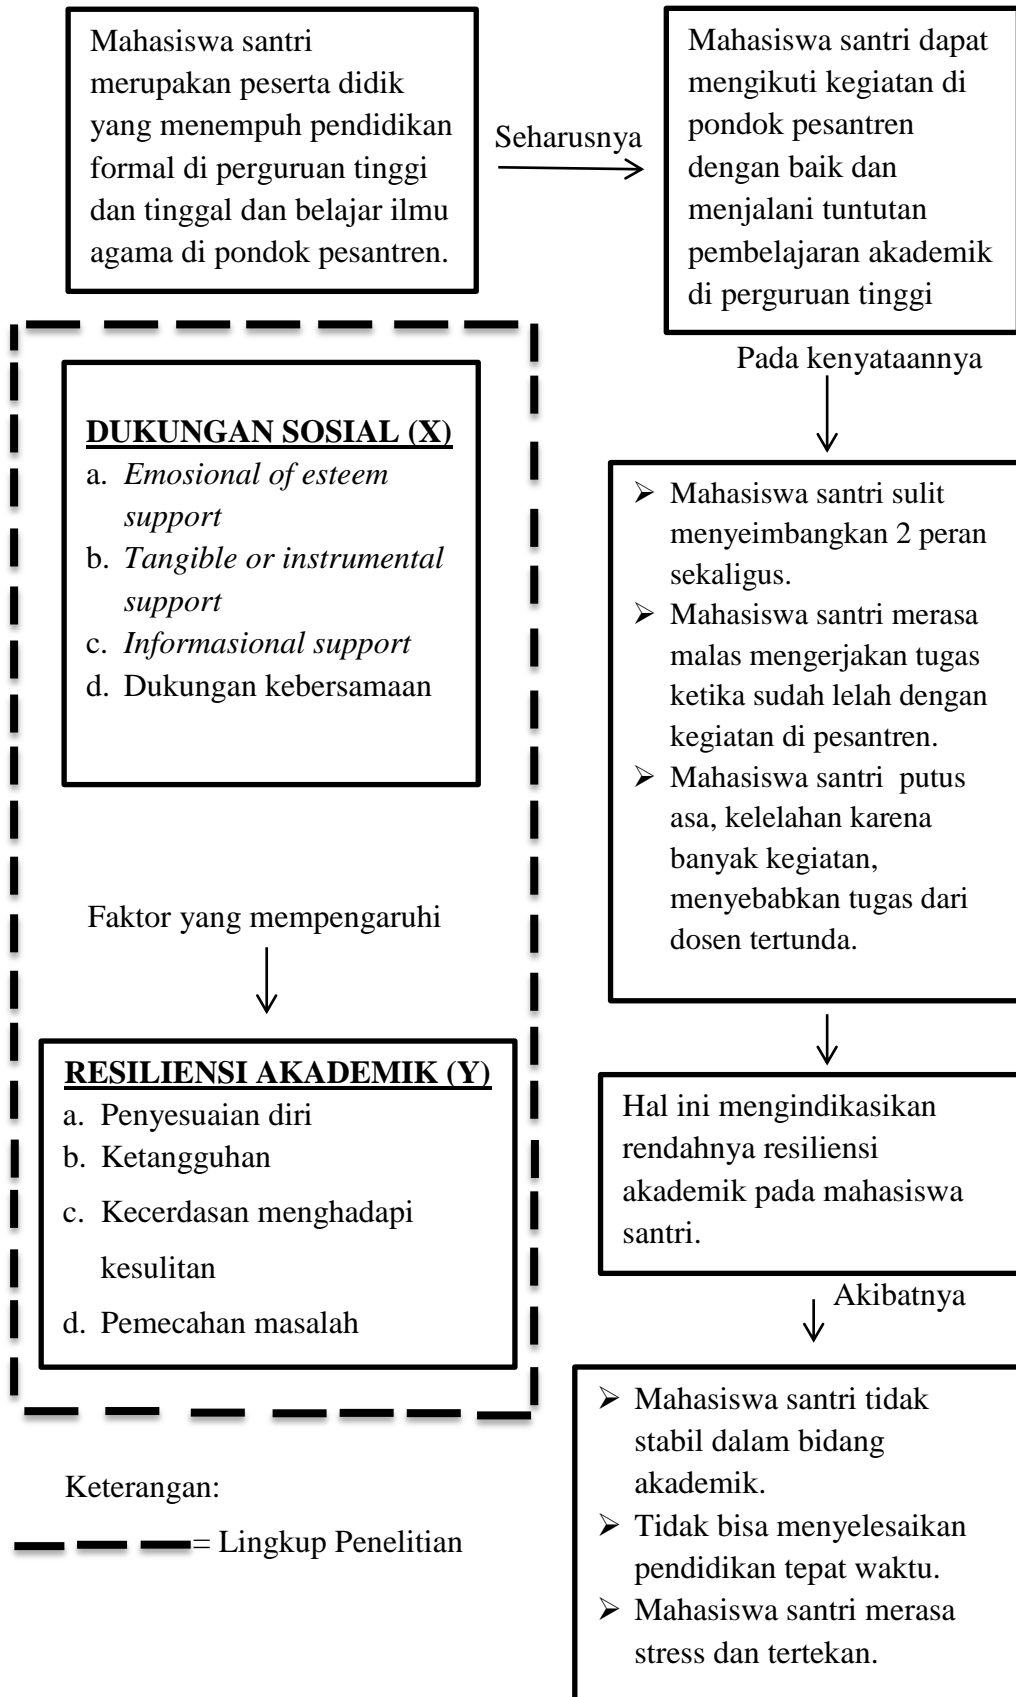 Mahasiswa santri
merupakan peserta didik
yang menempuh pendidikan
formal di perguruan tinggi
dan tinggal dan belajar ilmu
agama di pondok pesantren.
Seharusnya
Mahasiswa santri dapat
mengikuti kegiatan di
pondok pesantren
dengan baik dan
menjalani tuntutan
pembelajaran akademik
di perguruan tinggi
Pada kenyataannya
➢ Mahasiswa santri sulit
menyeimbangkan 2 peran
sekaligus.
➢ Mahasiswa santri merasa
malas mengerjakan tugas
ketika sudah lelah dengan
kegiatan di pesantren.
➢ Mahasiswa santri putus
asa, kelelahan karena
banyak kegiatan,
menyebabkan tugas dari
dosen tertunda.
Hal ini mengindikasikan
rendahnya resiliensi
akademik pada mahasiswa
santri.
Akibatnya
➢ Mahasiswa santri tidak
stabil dalam bidang
akademik.
➢ Tidak bisa menyelesaikan
pendidikan tepat waktu.
➢ Mahasiswa santri merasa
stress dan tertekan.
DUKUNGAN SOSIAL (X)
a. Emosional of esteem
support
b. Tangible or instrumental
support
c. Informasional support
d. Dukungan kebersamaan
Faktor yang mempengaruhi
RESILIENSI AKADEMIK (Y)
a. Penyesuaian diri
b. Ketangguhan
c. Kecerdasan menghadapi
kesulitan
d. Pemecahan masalah
Keterangan:
= Lingkup Penelitian